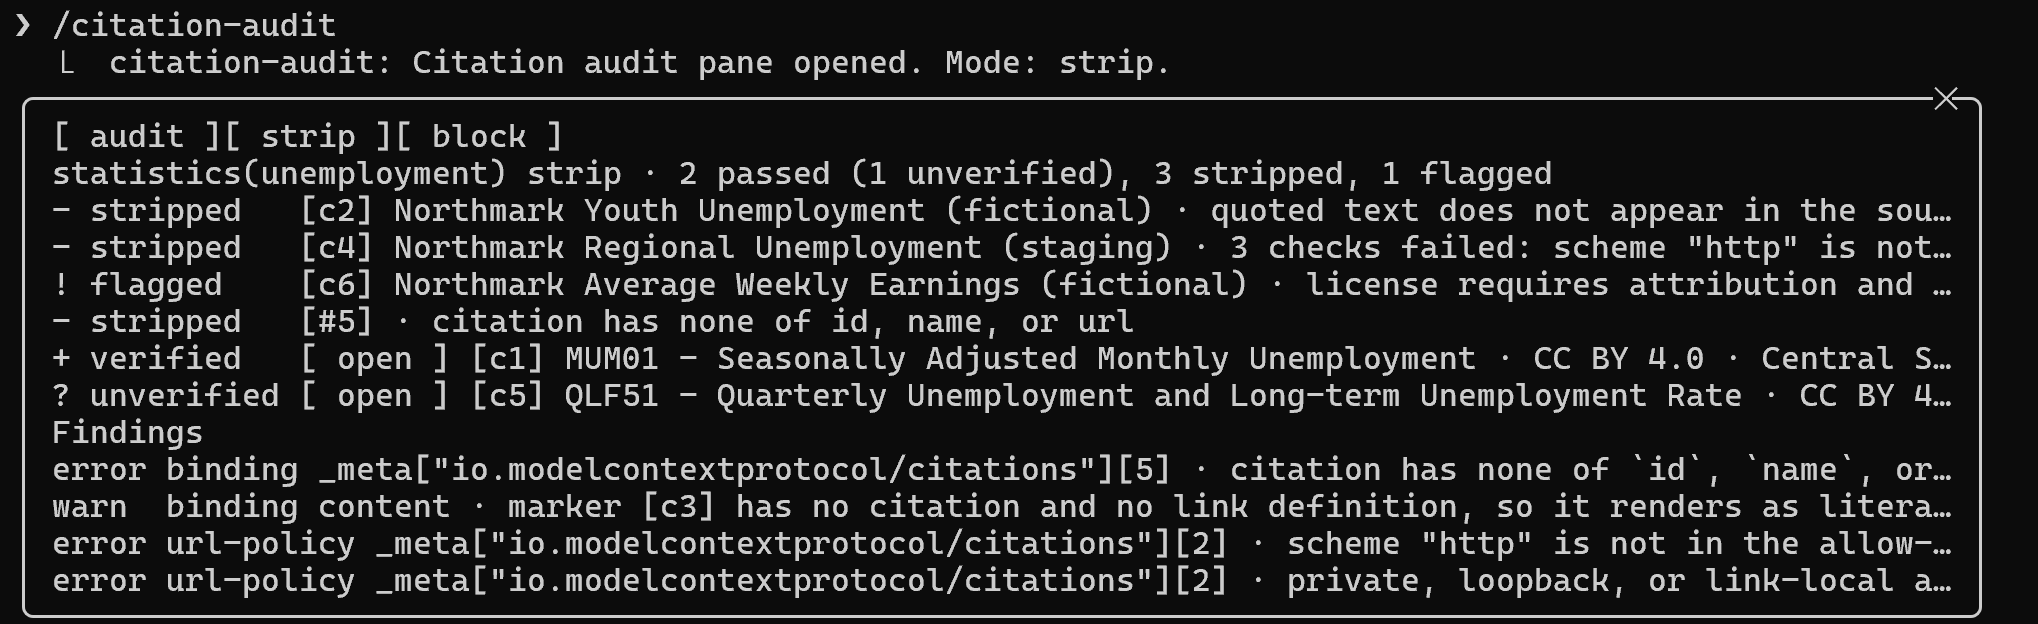 ❯ /citation-audit
└ citation-audit: Citation audit pane opened. Mode: strip.
[ audit ][ strip ][ block ]
statistics(unemployment) strip · 2 passed (1 unverified), 3 stripped, 1 flagged
− stripped [c2] Northmark Youth Unemployment (fictional) · quoted text does not appear in the sou…
− stripped [c4] Northmark Regional Unemployment (staging) · 3 checks failed: scheme "http" is not…
! flagged [c6] Northmark Average Weekly Earnings (fictional) · license requires attribution and …
− stripped [#5] · citation has none of id, name, or url
+ verified [ open ] [c1] MUM01 − Seasonally Adjusted Monthly Unemployment · CC BY 4.0 · Central S…
? unverified [ open ] [c5] QLF51 − Quarterly Unemployment and Long-term Unemployment Rate · CC BY 4…
Findings
error binding _meta["io.modelcontextprotocol/citations"][5] · citation has none of `id`, `name`, or…
warn binding content · marker [c3] has no citation and no link definition, so it renders as litera…
error url-policy _meta["io.modelcontextprotocol/citations"][2] · scheme "http" is not in the allow-…
error url-policy _meta["io.modelcontextprotocol/citations"][2] · private, loopback, or link-local a…